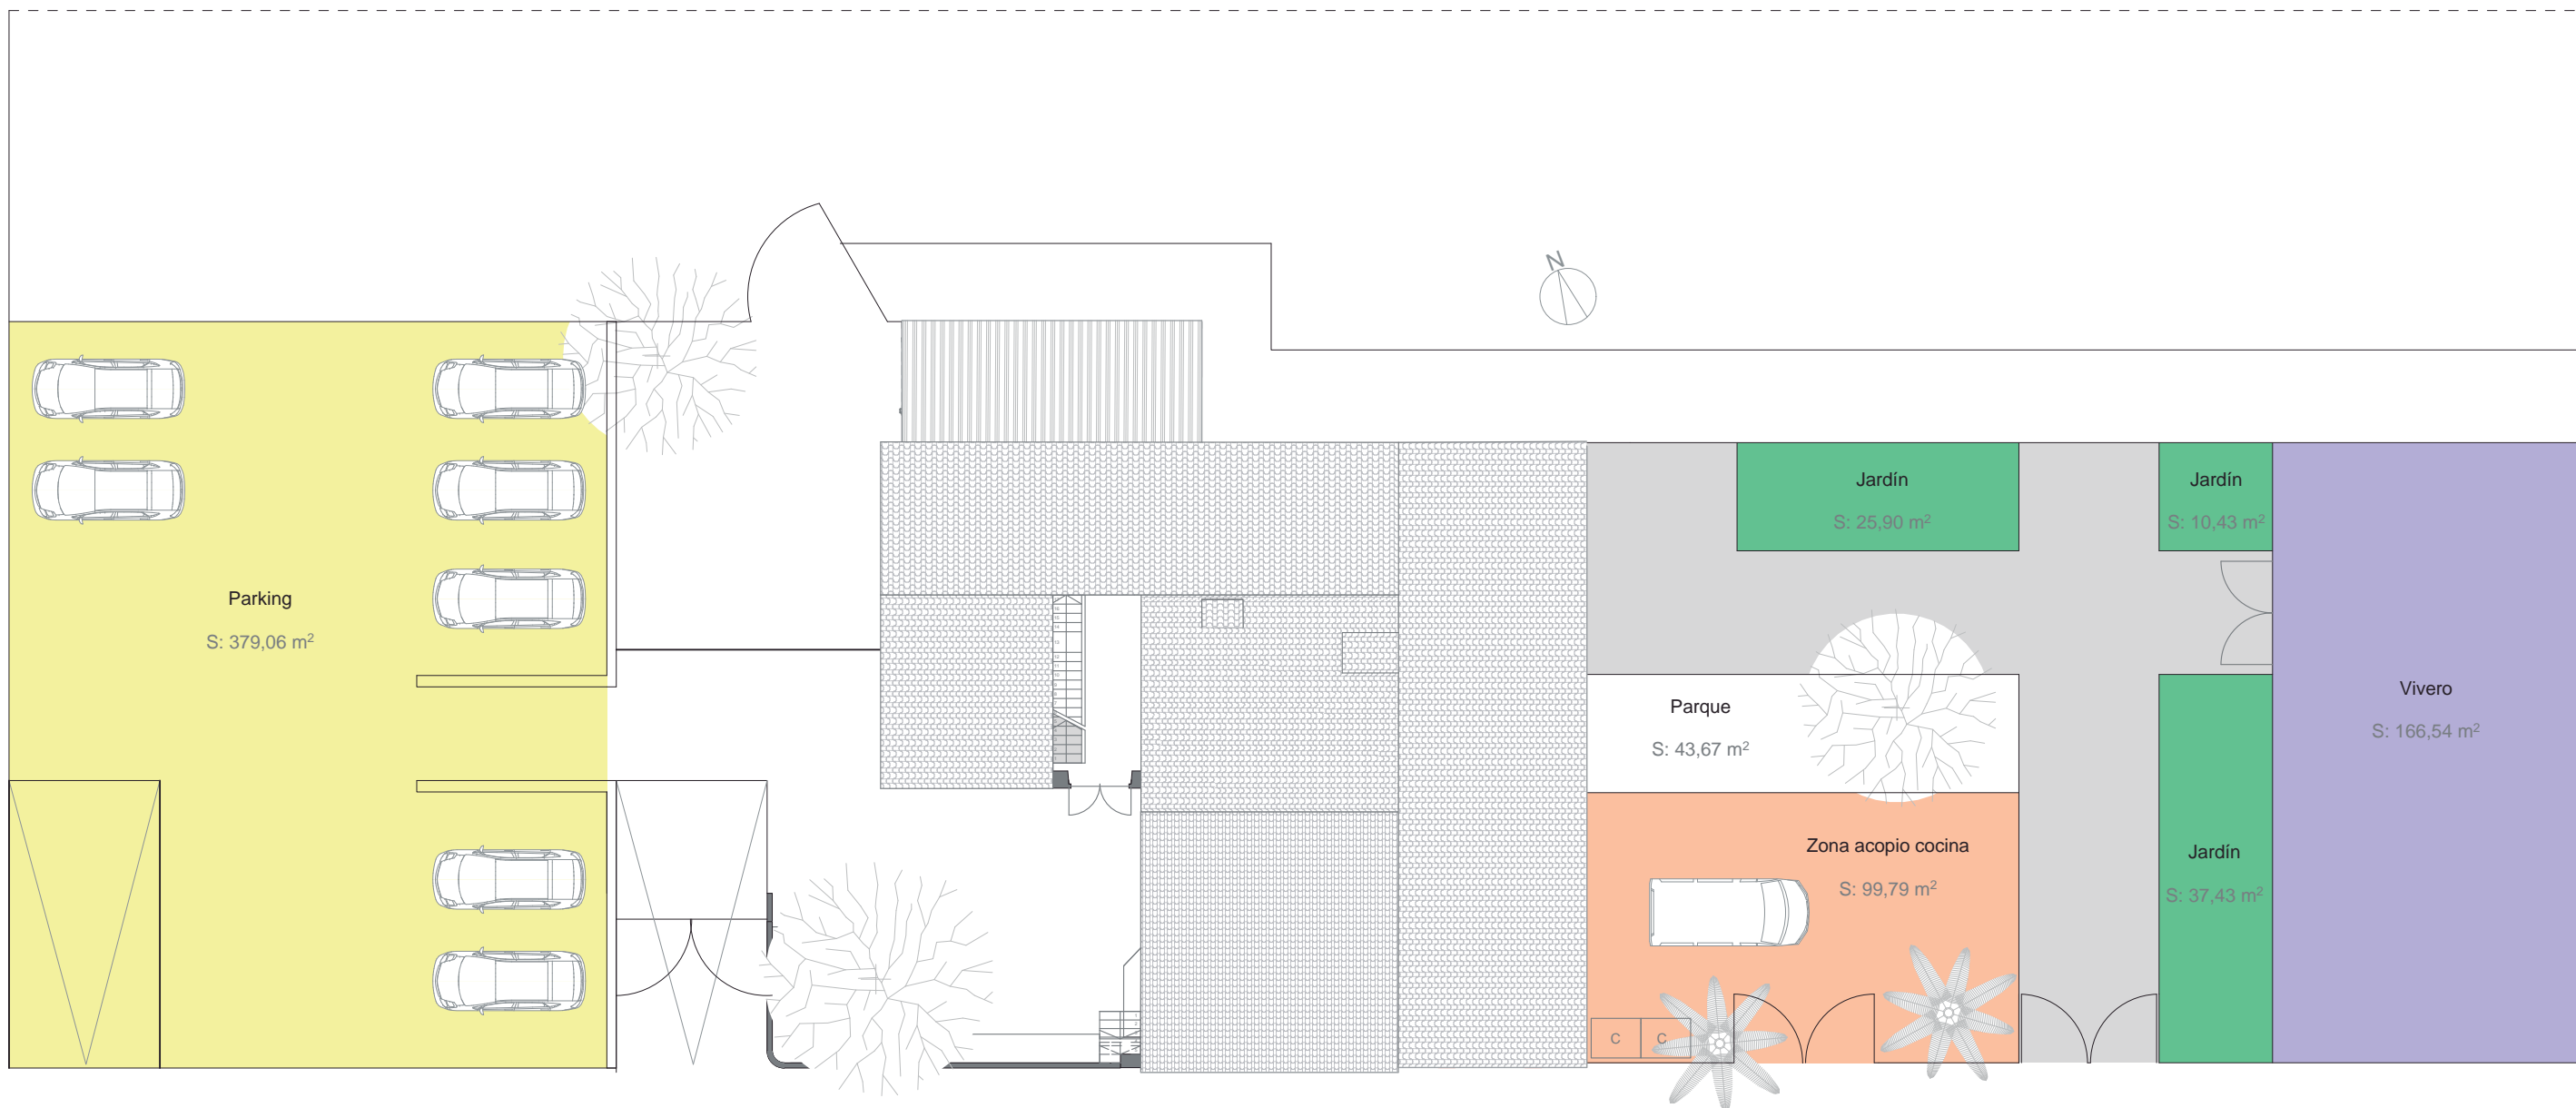 N
Jardín
S: 25,90 m²
Jardín
S: 10,43 m²
Parking
S: 379,06 m²
Parque
S: 43,67 m²
Vivero
S: 166,54 m²
Zona acopio cocina
S: 99,79 m²
Jardín
S: 37,43 m²
C
C